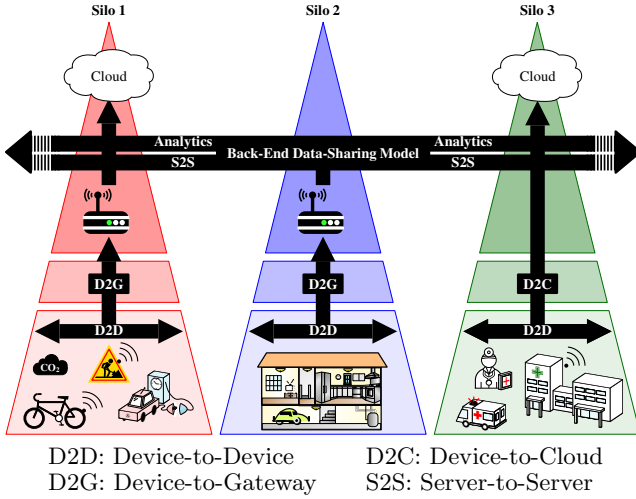 Silo 1
Silo 2
Silo 3
Cloud
Cloud
Analytics
Back-End Data-Sharing Model
Analytics
S2S
S2S
D2G
D2G
D2C
D2D
D2D
D2D
CO₂
D2D: Device-to-Device
D2C: Device-to-Cloud
D2G: Device-to-Gateway
S2S: Server-to-Server